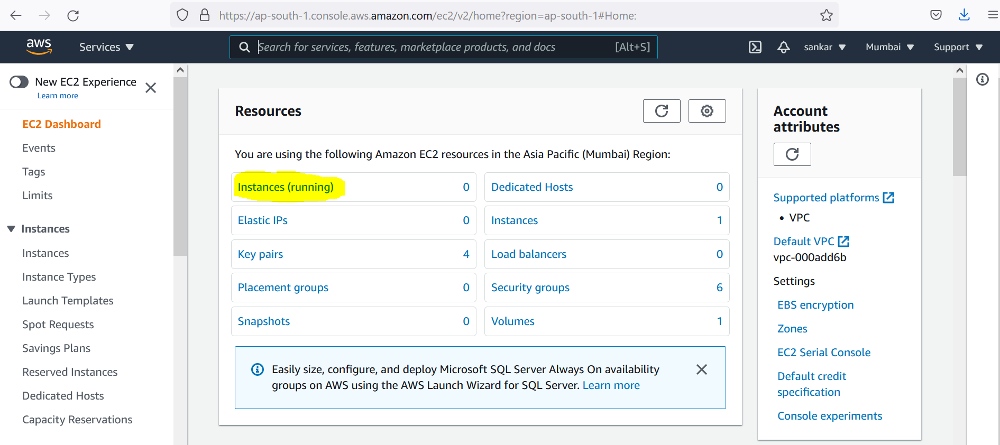 https://ap-south-1.console.aws.amazon.com/ec2/v2/home?region=ap-south-1#Home:
aws
Services
Search for services, features, marketplace products, and docs
[Alt+S]
sankar
Mumbai
Support
New EC2 Experience
Learn more
EC2 Dashboard
Events
Tags
Limits
Instances
Instances
Instance Types
Launch Templates
Spot Requests
Savings Plans
Reserved Instances
Dedicated Hosts
Capacity Reservations
Resources
You are using the following Amazon EC2 resources in the Asia Pacific (Mumbai) Region:
Instances (running) 0
Dedicated Hosts 0
Elastic IPs 0
Instances 1
Key pairs 4
Load balancers 0
Placement groups 0
Security groups 6
Snapshots 0
Volumes 1
Easily size, configure, and deploy Microsoft SQL Server Always On availability
groups on AWS using the AWS Launch Wizard for SQL Server. Learn more
Account
attributes
Supported platforms
• VPC
Default VPC
vpc-000add6b
Settings
EBS encryption
Zones
EC2 Serial Console
Default credit
specification
Console experiments